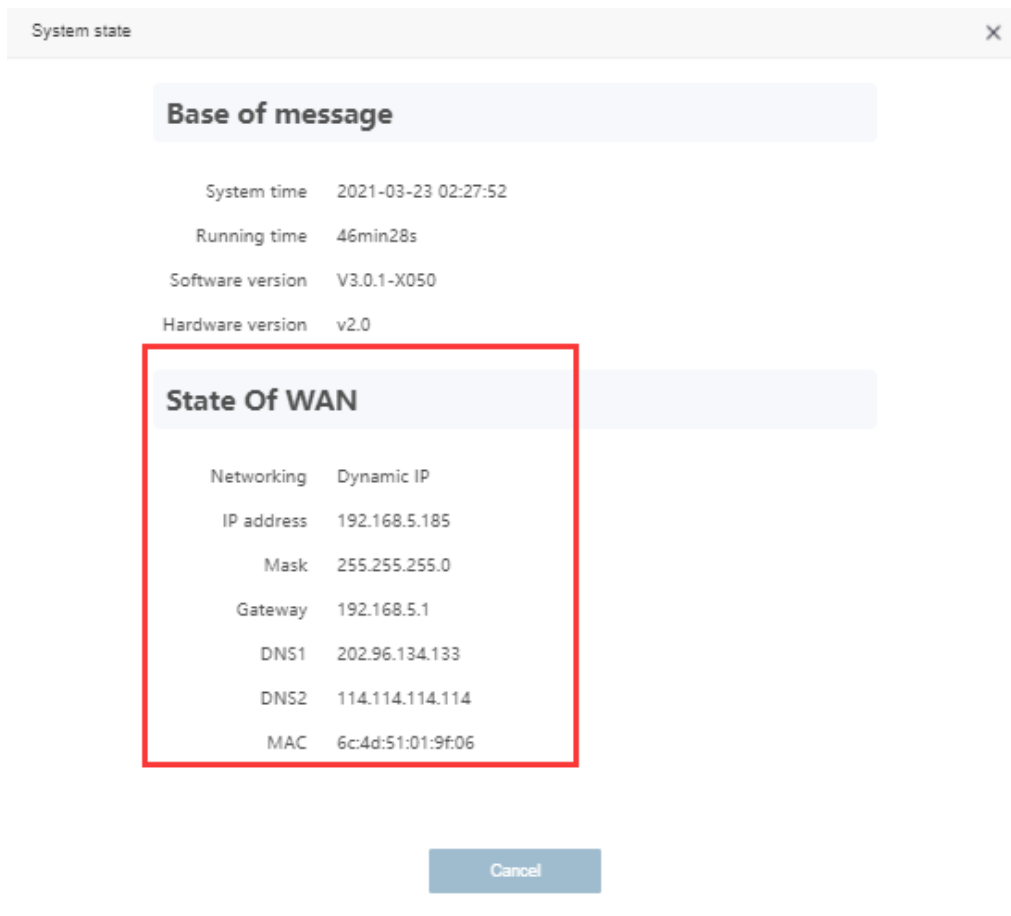 System state
Base of message
System time 2021-03-23 02:27:52
Running time 46min28s
Software version V3.0.1-X050
Hardware version v2.0
State Of WAN
Networking Dynamic IP
IP address 192.168.5.185
Mask 255.255.255.0
Gateway 192.168.5.1
DNS1 202.96.134.133
DNS2 114.114.114.114
MAC 6c:4d:51:01:9f:06
Cancel